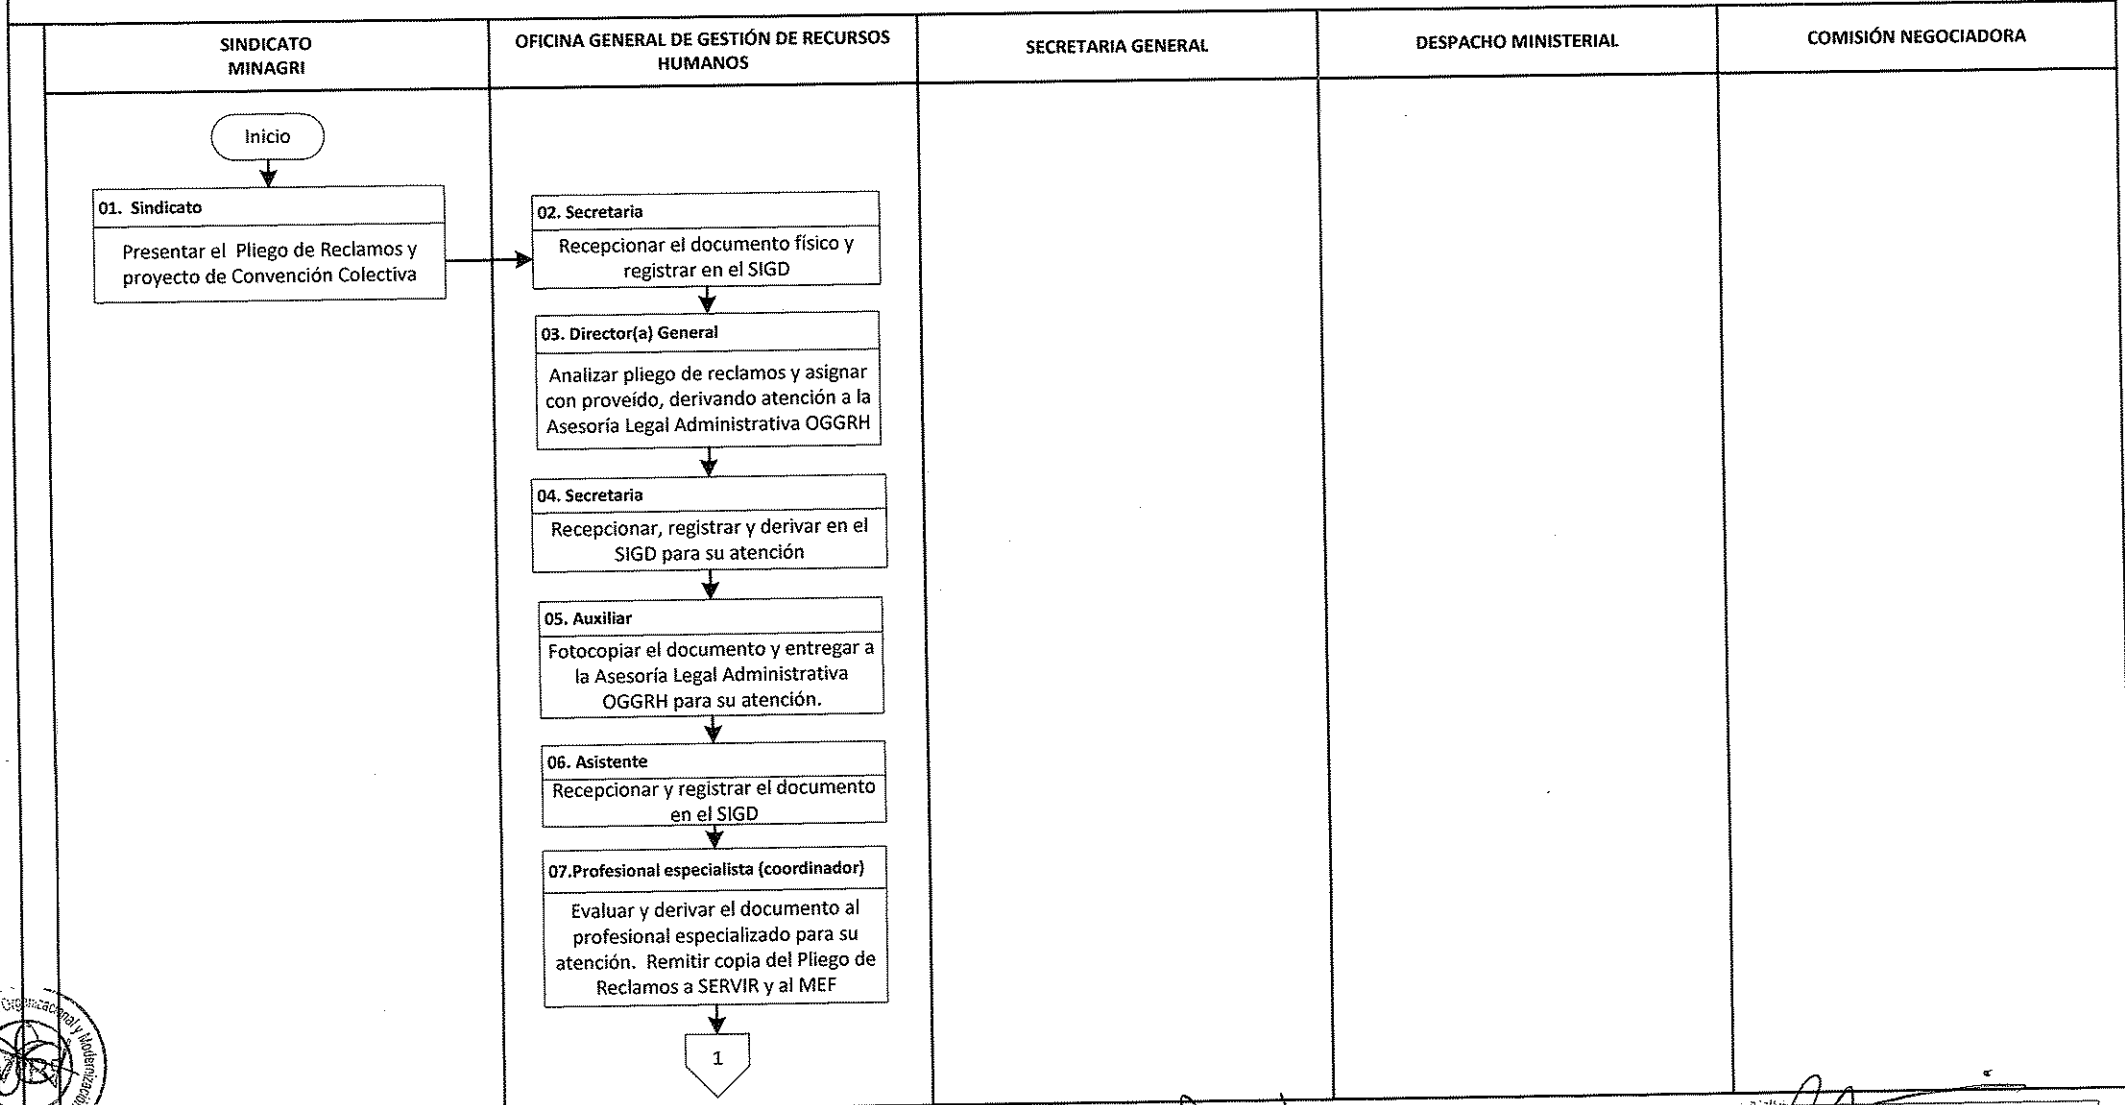 SINDICATO
MINAGRI
OFICINA GENERAL DE GESTIÓN DE RECURSOS
HUMANOS
SECRETARIA GENERAL
DESPACHO MINISTERIAL
COMISIÓN NEGOCIADORA
Inicio
01. Sindicato
Presentar el Pliego de Reclamos y
proyecto de Convención Colectiva
02. Secretaria
Recepcionar el documento físico y
registrar en el SIGD
03. Director(a) General
Analizar pliego de reclamos y asignar
con proveído, derivando atención a la
Asesoría Legal Administrativa OGGRH
04. Secretaria
Recepcionar, registrar y derivar en el
SIGD para su atención
05. Auxiliar
Fotocopiar el documento y entregar a
la Asesoría Legal Administrativa
OGGRH para su atención.
06. Asistente
Recepcionar y registrar el documento
en el SIGD
07.Profesional especialista (coordinador)
Evaluar y derivar el documento al
profesional especializado para su
atención. Remitir copia del Pliego de
Reclamos a SERVIR y al MEF
1
Organizacional y Modernización